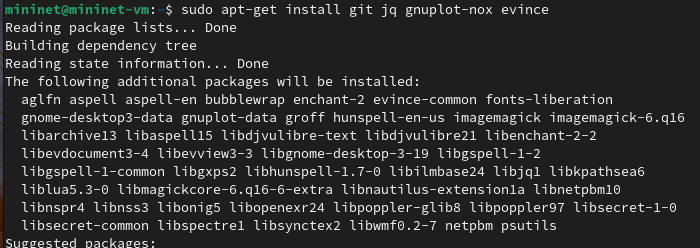 mininet@mininet-vm:~$ sudo apt-get install git jq gnuplot-nox evince
Reading package lists... Done
Building dependency tree
Reading state information... Done
The following additional packages will be installed:
  aglfn aspell aspell-en bubblewrap enchant-2 evince-common fonts-liberation
  gnome-desktop3-data gnuplot-data groff hunspell-en-us imagemagick imagemagick-6.q16
  libarchive13 libaspell15 libdjvulibre-text libdjvulibre21 libenchant-2-2
  libevdocument3-4 libevview3-3 libgnome-desktop-3-19 libgspell-1-2
  libgspell-1-common libgxps2 libhunspell-1.7-0 libilmbase24 libjq1 libkpathsea6
  liblua5.3-0 libmagickcore-6.q16-6-extra libnautilus-extension1a libnetpbm10
  libnspr4 libnss3 libonig5 libopenexr24 libpoppler-glib8 libpoppler97 libsecret-1-0
  libsecret-common libspectre1 libsynctex2 libwmf0.2-7 netpbm psutils
Suggested packages: